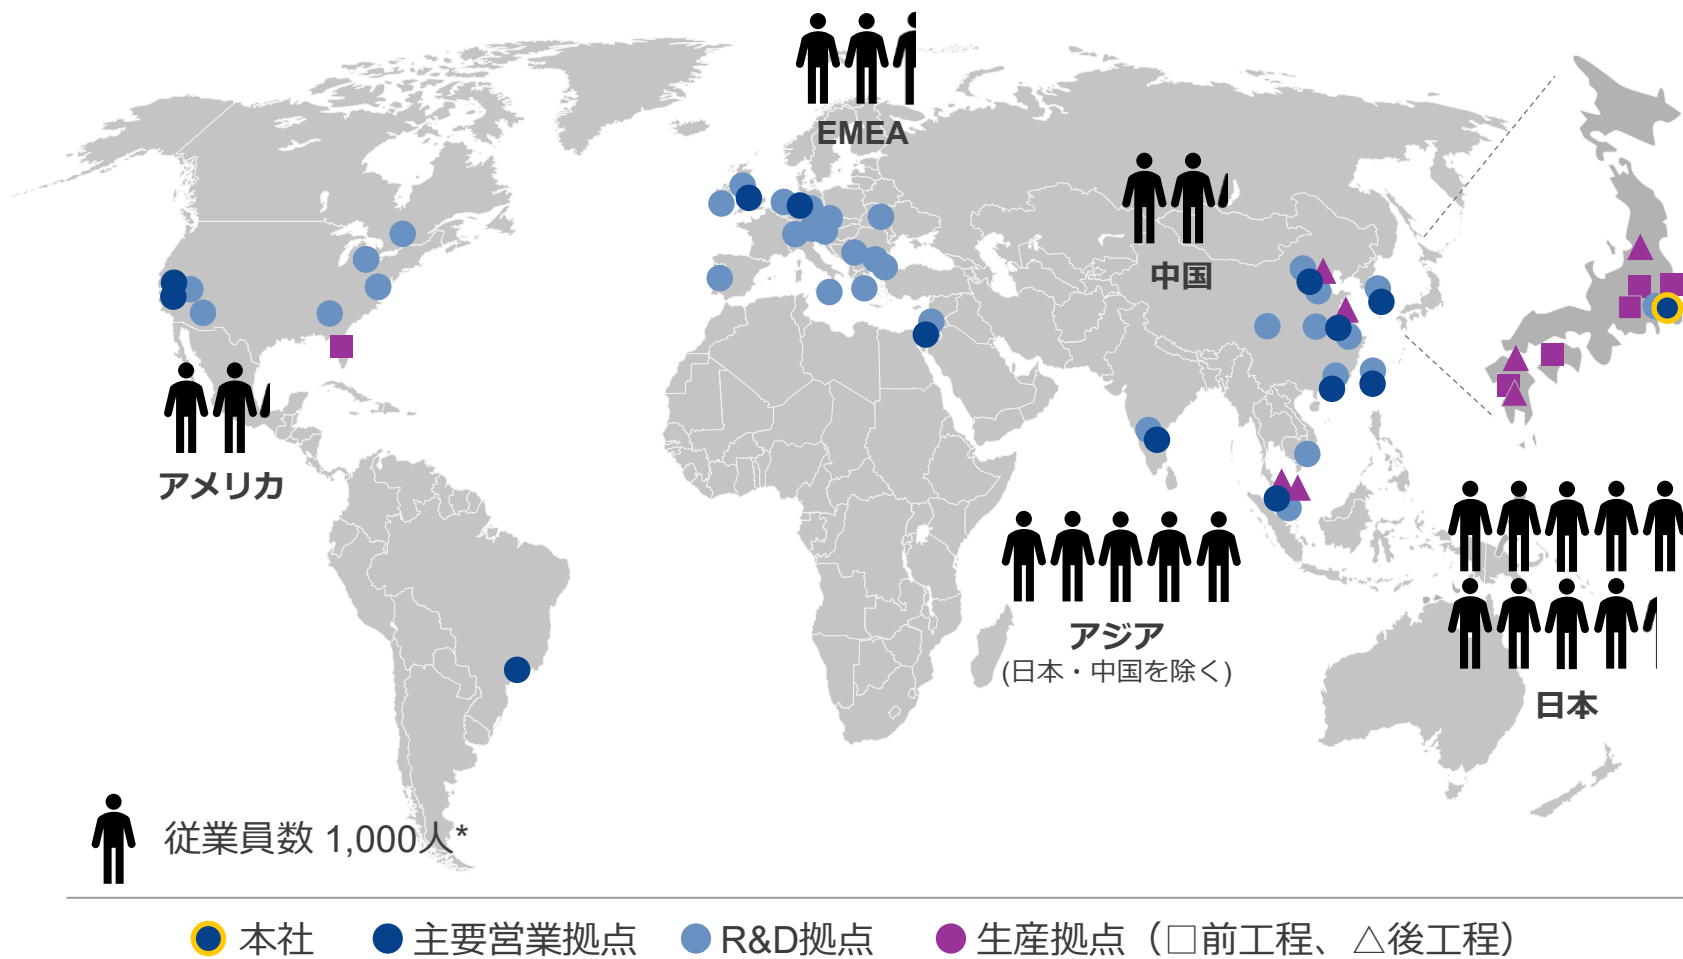 EMEA
中国
アメリカ
アジア
(日本・中国を除く)
日本
従業員数 1,000人*
本社
主要営業拠点
R&D拠点
生産拠点（□前工程、△後工程）